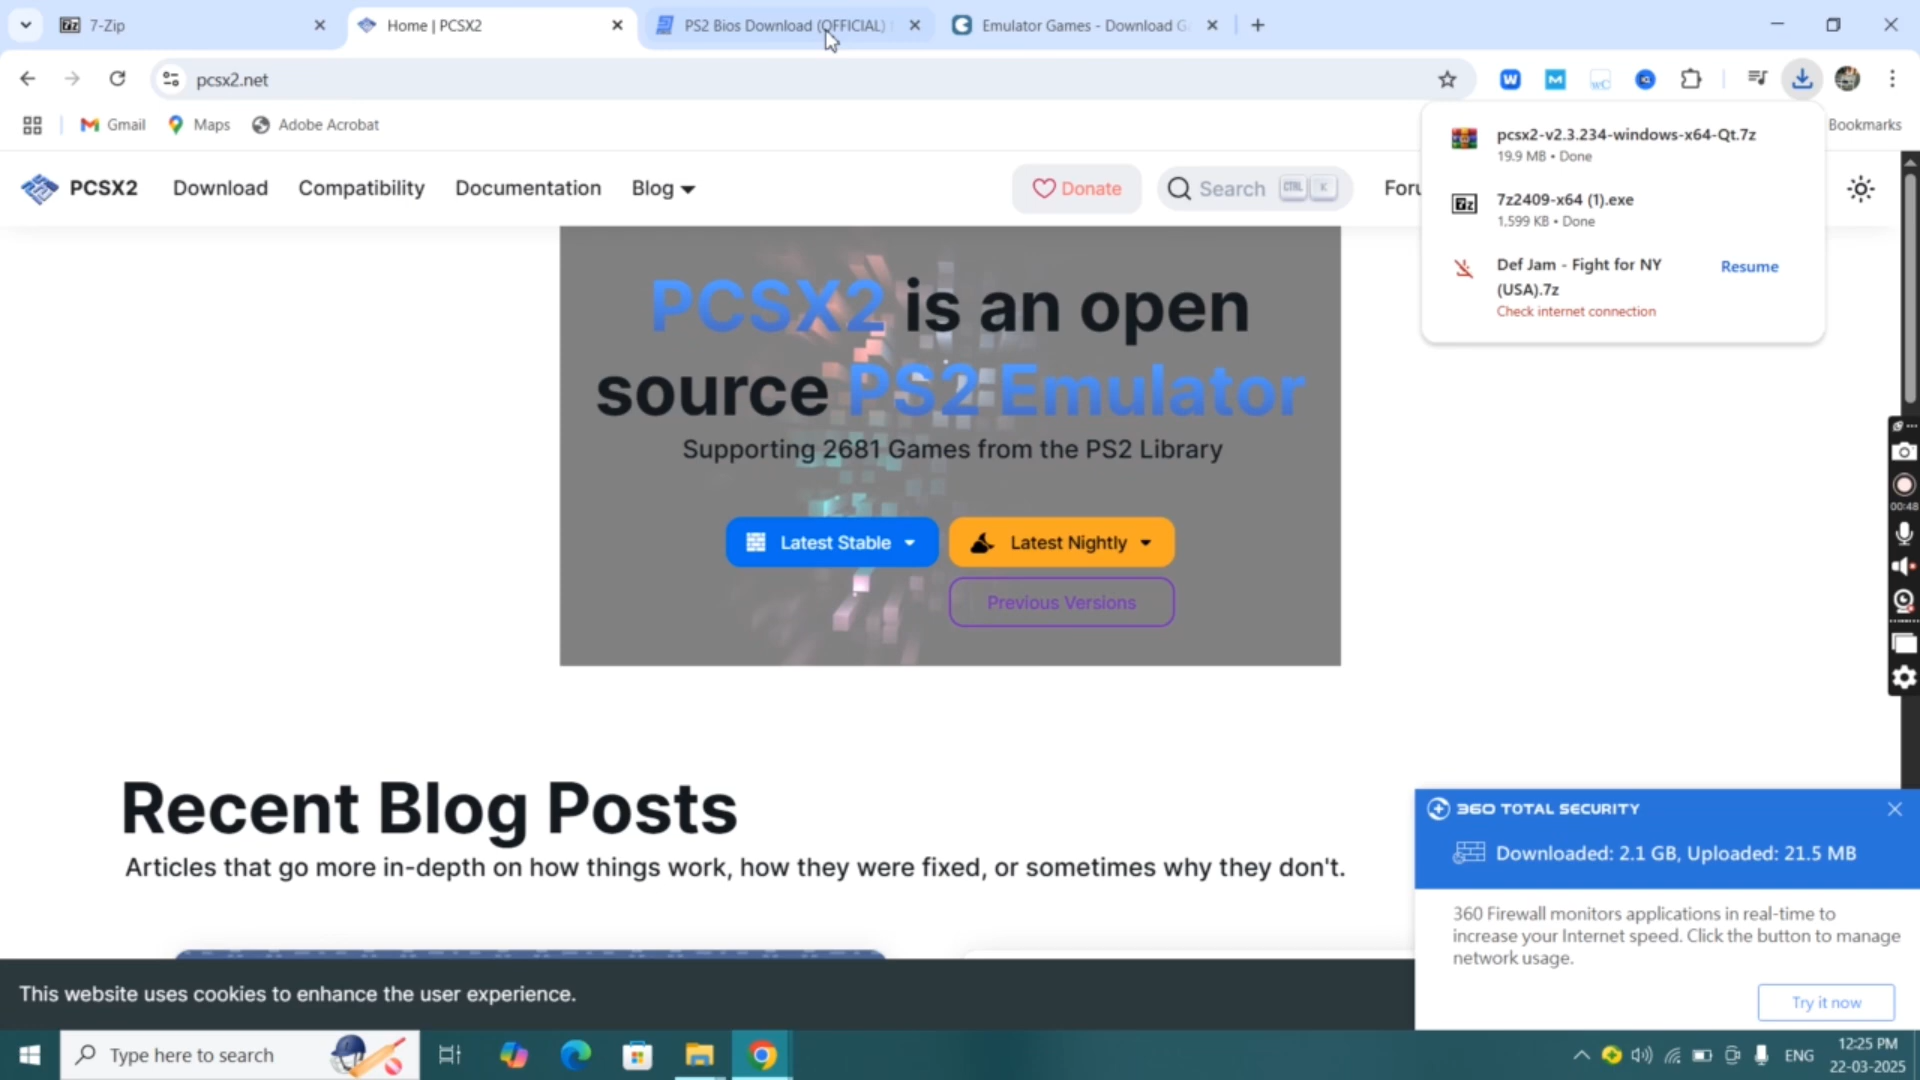 7-Zip
Home | PCSX2
PS2 Bios Download (OFFICIAL)
Emulator Games - Download G
pcsx2.net
Gmail
Maps
Adobe Acrobat
Bookmarks
pcsx2-v2.3.234-windows-x64-Qt.7z
19.9 MB • Done
7z2409-x64 (1).exe
1,599 KB • Done
Def Jam - Fight for NY
(USA).7z
Resume
Check internet connection
PCSX2
Download
Compatibility
Documentation
Blog
Donate
Search
CTRL K
Foru
PCSX2 is an open
source PS2 Emulator
Supporting 2681 Games from the PS2 Library
Latest Stable
Latest Nightly
Previous Versions
00:48
Recent Blog Posts
Articles that go more in-depth on how things work, how they were fixed, or sometimes why they don't.
360 TOTAL SECURITY
Downloaded: 2.1 GB, Uploaded: 21.5 MB
360 Firewall monitors applications in real-time to
increase your Internet speed. Click the button to manage
network usage.
Try it now
This website uses cookies to enhance the user experience.
Type here to search
ENG
12:25 PM
22-03-2025